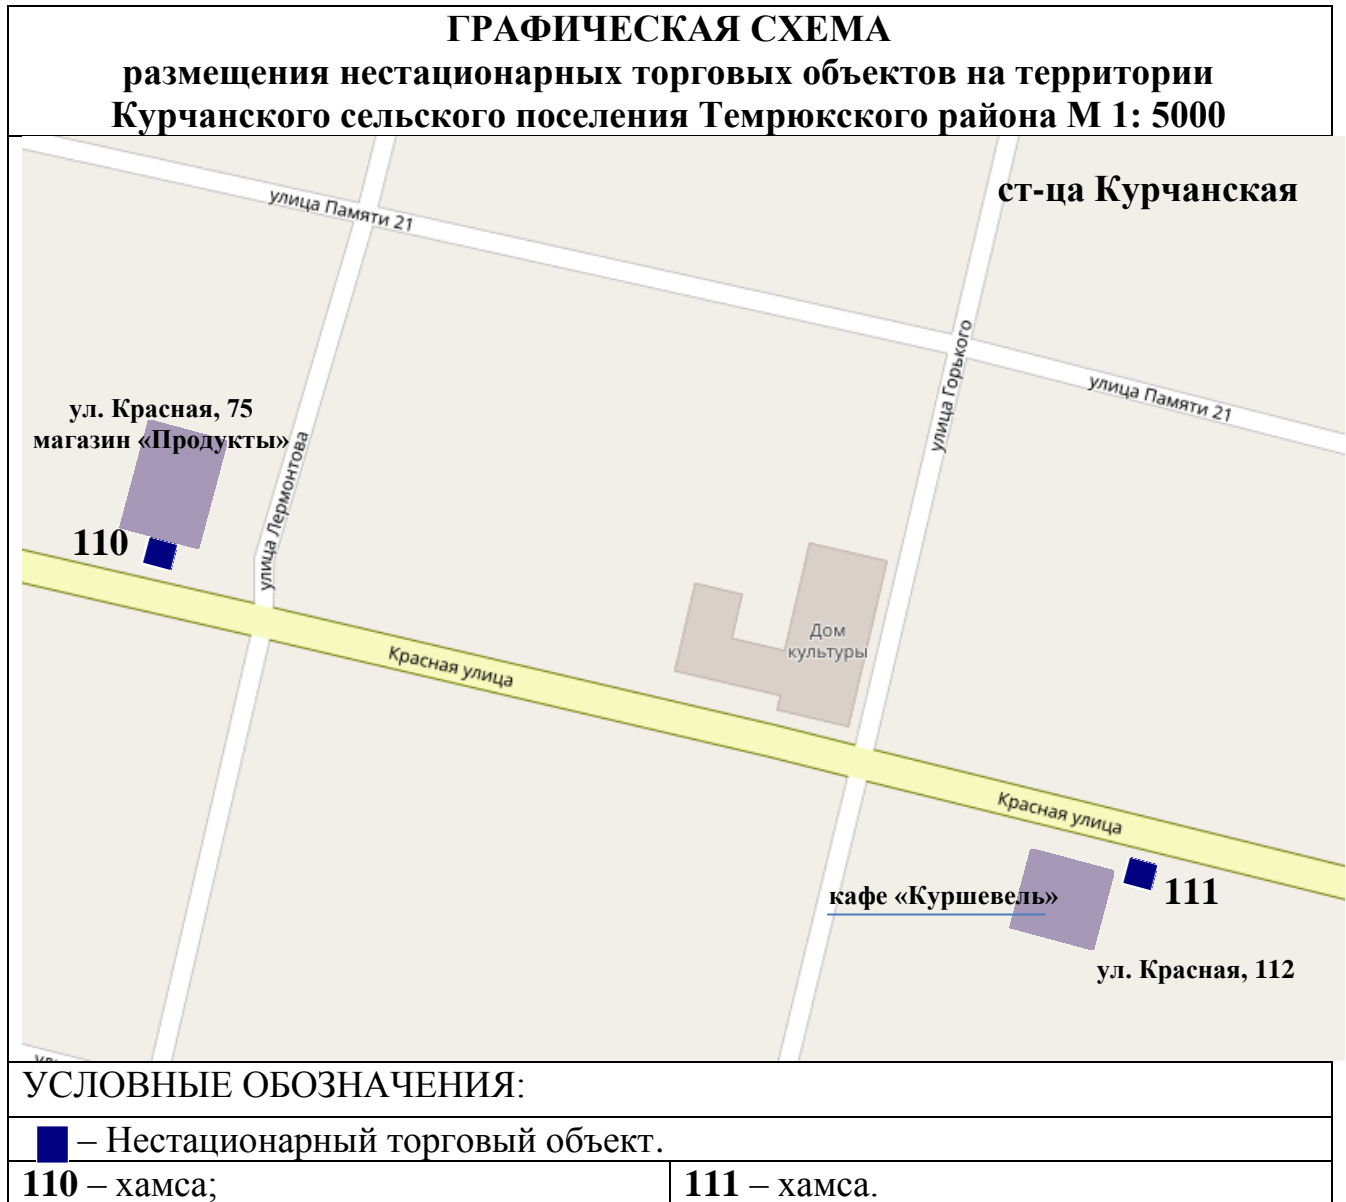 ГРАФИЧЕСКАЯ СХЕМА
размещения нестационарных торговых объектов на территории
Курчанского сельского поселения Темрюкского района М 1: 5000
ст-ца Курчанская
улица Памяти 21
улица Горького
улица Памяти 21
ул. Красная, 75
магазин «Продукты»
улица Лермонтова
110
Дом
культуры
Красная улица
Красная улица
кафе «Куршевель»
111
ул. Красная, 112
УСЛОВНЫЕ ОБОЗНАЧЕНИЯ:
– Нестационарный торговый объект.
110 – хамса;
111 – хамса.